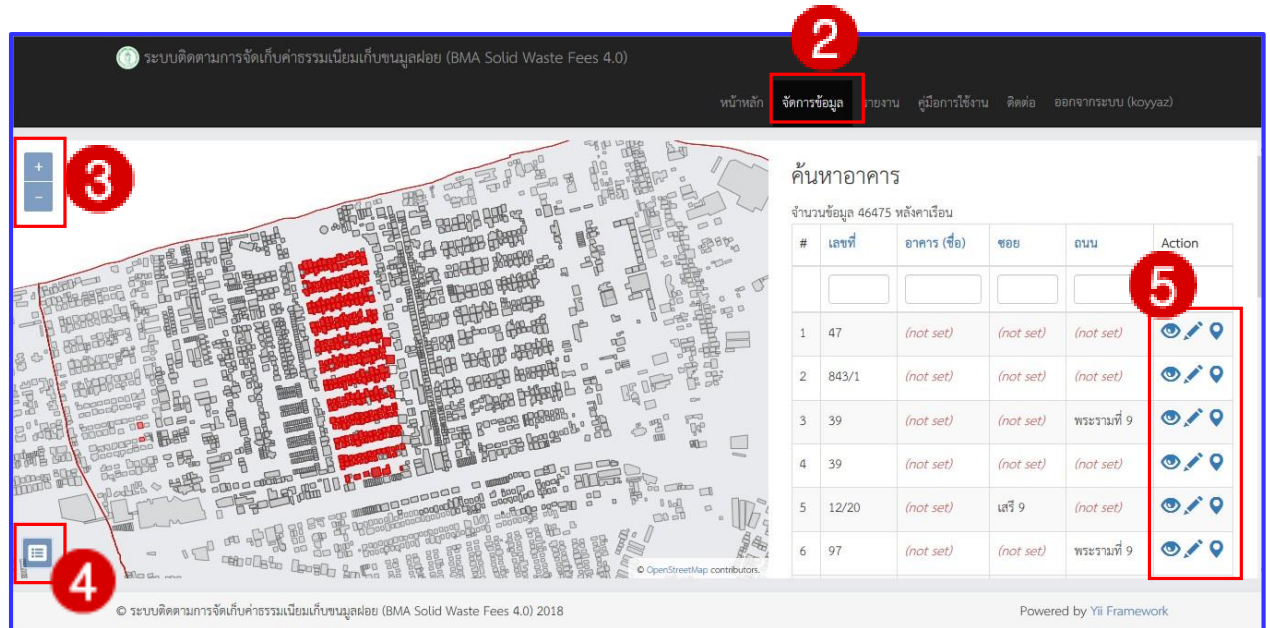 2
ระบบติดตามการจัดเก็บค่าธรรมเนียมเก็บขนมูลฝอย (BMA Solid Waste Fees 4.0)
หน้าหลัก จัดการข้อมูล รายงาน คู่มือการใช้งาน ติดต่อ ออกจากระบบ (koyyaz)
+
-
3
ค้นหาอาคาร
จำนวนข้อมูล 46475 หลังคาเรือน
# เลขที่ อาคาร (ชื่อ) ซอย ถนน Action
5
1 47 (not set) (not set) (not set)
2 843/1 (not set) (not set) (not set)
3 39 (not set) (not set) พระรามที่ 9
4 39 (not set) (not set) (not set)
5 12/20 (not set) เสรี 9 (not set)
6 97 (not set) (not set) พระรามที่ 9
4
© OpenStreetMap contributors.
© ระบบติดตามการจัดเก็บค่าธรรมเนียมเก็บขนมูลฝอย (BMA Solid Waste Fees 4.0) 2018
Powered by Yii Framework